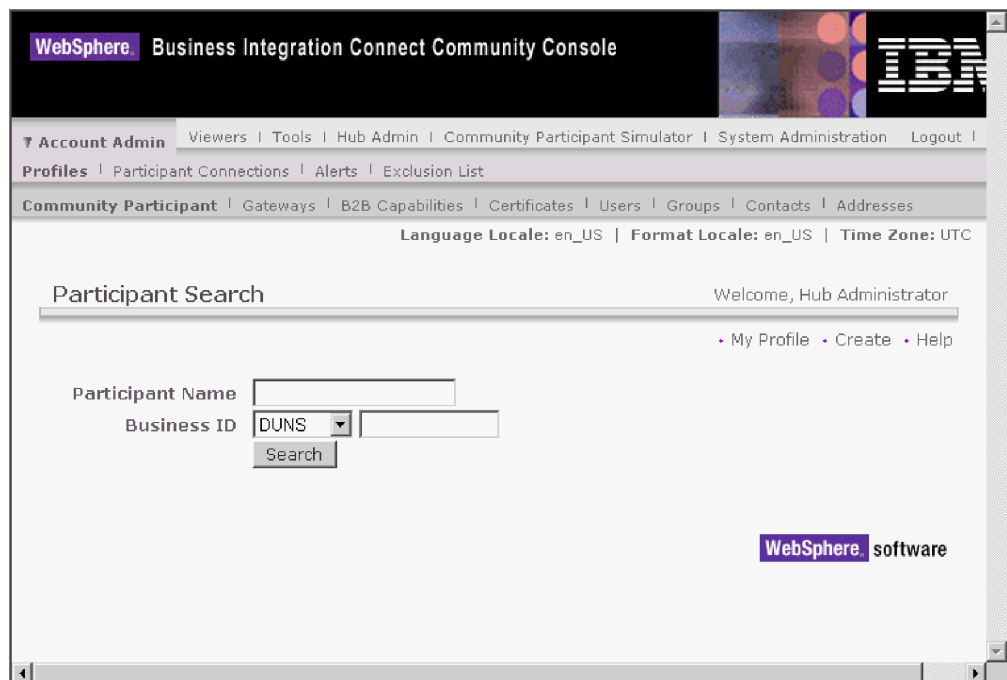 WebSphere. Business Integration Connect Community Console
IBM
Account Admin Viewers | Tools | Hub Admin | Community Participant Simulator | System Administration Logout |
Profiles | Participant Connections | Alerts | Exclusion List
Community Participant | Gateways | B2B Capabilities | Certificates | Users | Groups | Contacts | Addresses
Language Locale: en_US | Format Locale: en_US | Time Zone: UTC
Participant Search Welcome, Hub Administrator
• My Profile • Create • Help
Participant Name
Business ID DUNS
Search
WebSphere. software